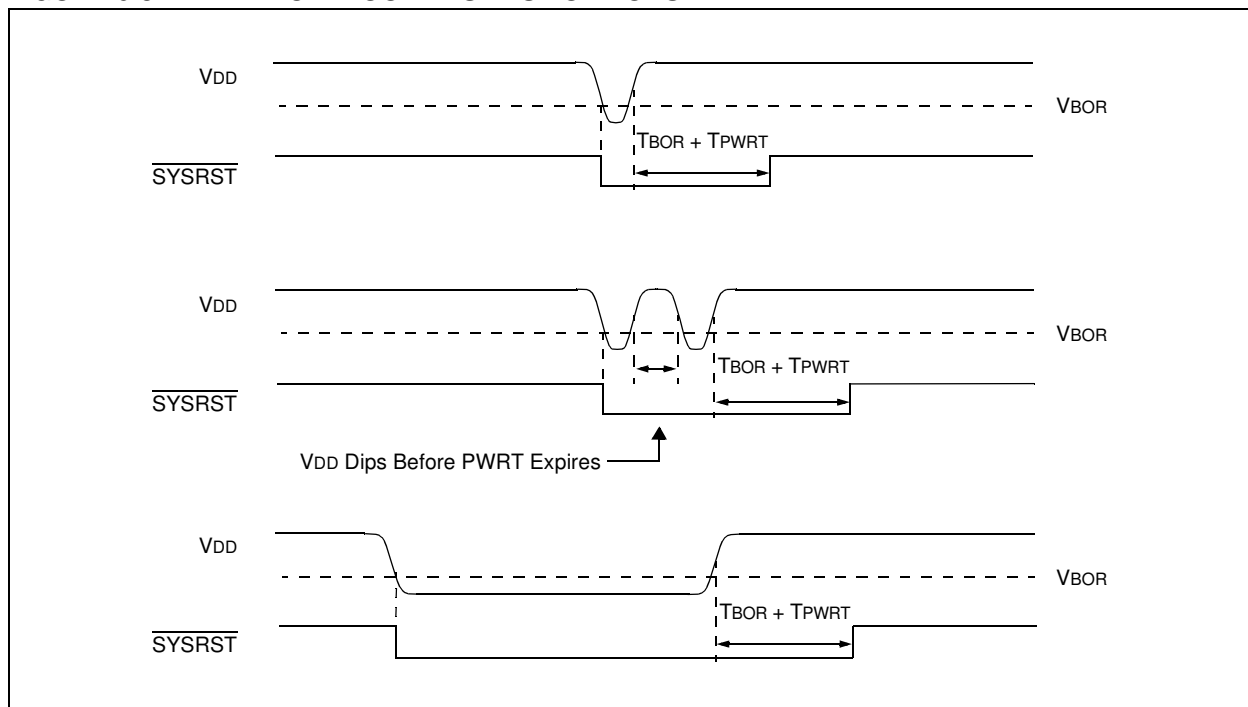 VDD
VBOR
TBOR + TPWRT
SYSRST
VDD
VBOR
TBOR + TPWRT
SYSRST
VDD Dips Before PWRT Expires
VDD
VBOR
TBOR + TPWRT
SYSRST